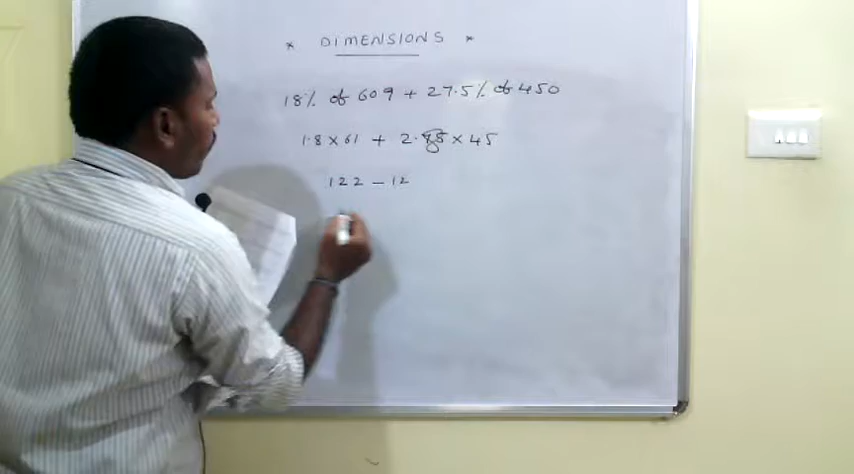 * DIMENSIONS *
18% of 609 + 27.5% of 450
1.8 × 61 + 2.75 × 45
122 - 12